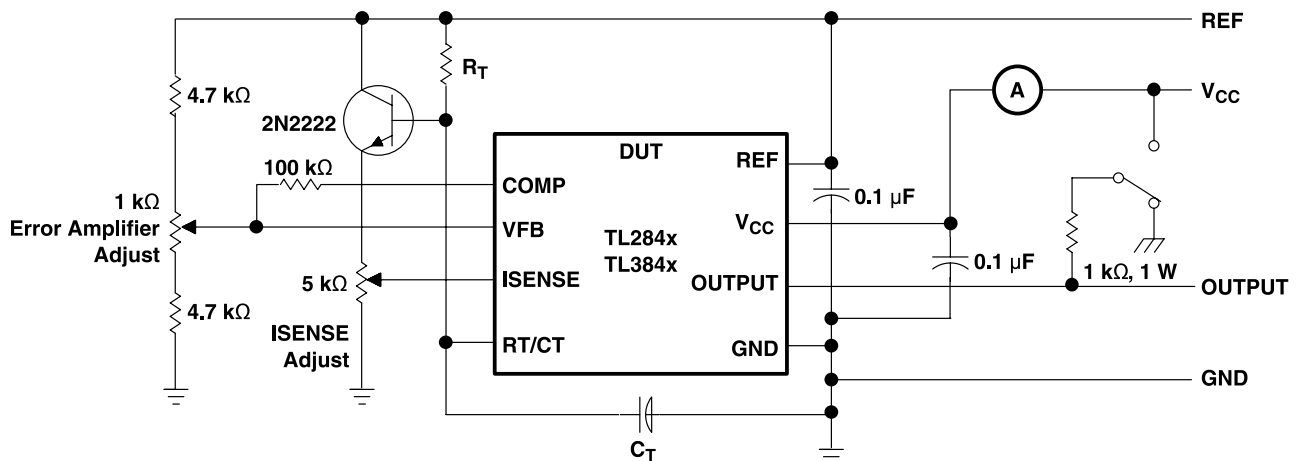 REF
R_T
4.7 kΩ
A
V_CC
2N2222
DUT
REF
100 kΩ
COMP
0.1 μF
1 kΩ
Error Amplifier
Adjust
VFB
V_CC
TL284x
TL384x
0.1 μF
1 kΩ, 1 W
5 kΩ
ISENSE
OUTPUT
OUTPUT
4.7 kΩ
ISENSE
Adjust
RT/CT
GND
GND
C_T